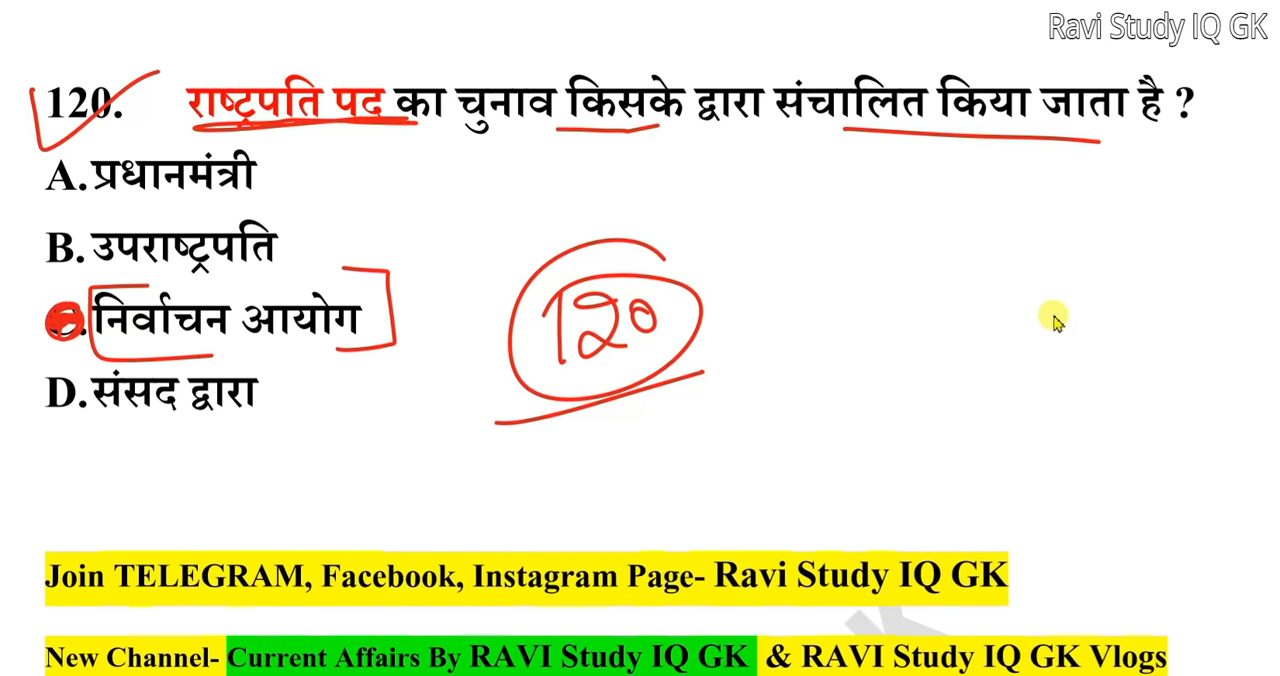 Ravi Study IQ GK
120. राष्ट्रपति पद का चुनाव किसके द्वारा संचालित किया जाता है ?
A. प्रधानमंत्री
B. उपराष्ट्रपति
C. निर्वाचन आयोग
120
D. संसद द्वारा
Join TELEGRAM, Facebook, Instagram Page- Ravi Study IQ GK
New Channel- Current Affairs By RAVI Study IQ GK & RAVI Study IQ GK Vlogs